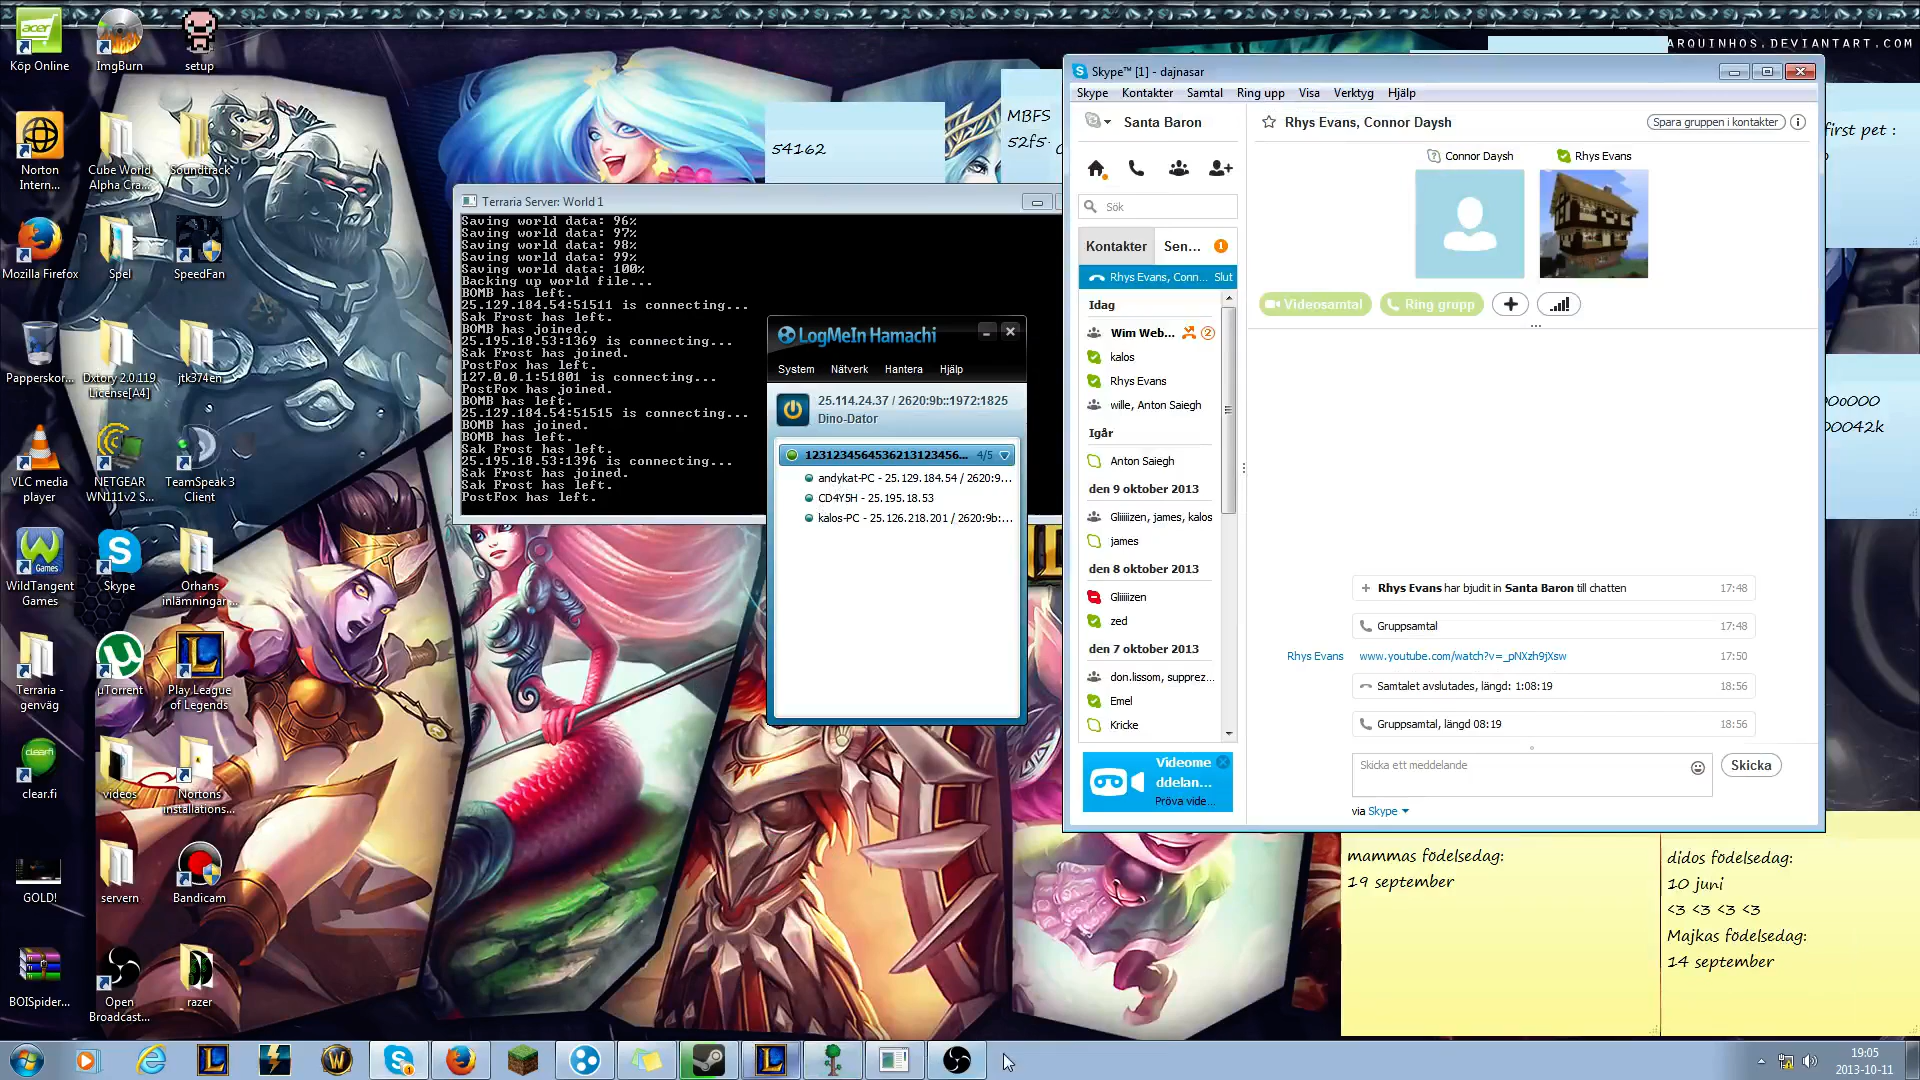 Köp Online
ImgBurn
setup
Norton
Intern...
Cube World
Alpha Cra...
Soundtrack
Mozilla Firefox
Spel
SpeedFan
Papperskor...
Dxtory 2.0.119
License[A4]
jtk374en
VLC media
player
NETGEAR
WN111v2 S...
TeamSpeak 3
Client
WildTangent
Games
Skype
Orhans
inlämningar...
Terraria -
genväg
µTorrent
Play League
of Legends
clear.fi
videos
Nortons
installations...
GOLD!
servern
Bandicam
BOISpider...
Open
Broadcast...
razer
ARQUINHOS.DEVIANTART.COM
54162
MBFS
52f5-
first pet :
00o000
00042k
Terraria Server: World 1
Saving world data: 96%
Saving world data: 97%
Saving world data: 98%
Saving world data: 99%
Saving world data: 100%
Backing up world file...
BOMB has left.
25.129.184.54:51511 is connecting...
Sak Frost has left.
BOMB has joined.
25.195.18.53:1369 is connecting...
Sak Frost has joined.
PostFox has left.
127.0.0.1:51801 is connecting...
PostFox has joined.
BOMB has left.
25.129.184.54:51515 is connecting...
BOMB has joined.
BOMB has left.
Sak Frost has left.
25.195.18.53:1396 is connecting...
Sak Frost has joined.
Sak Frost has left.
PostFox has left.
LogMeIn Hamachi
System Nätverk Hantera Hjälp
25.114.24.37 / 2620:9b::1972:1825
Dino-Dator
1231234564536213123456... 4/5
andykat-PC - 25.129.184.54 / 2620:9...
CD4Y5H - 25.195.18.53
kalos-PC - 25.126.218.201 / 2620:9b:...
Skype™ [1] - dajnasar
Skype Kontakter Samtal Ring upp Visa Verktyg Hjälp
Santa Baron
Sök
Kontakter Sen... 1
Rhys Evans, Conn... Slut
Idag
Wim Web... 2
kalos
Rhys Evans
wille, Anton Saiegh
Igår
Anton Saiegh
den 9 oktober 2013
Gliiiiizen, james, kalos
james
den 8 oktober 2013
Gliiiiizen
zed
den 7 oktober 2013
don.lissom, supprez...
Emel
Kricke
Videome
ddelan...
Pröva vide...
Rhys Evans, Connor Daysh
Spara gruppen i kontakter
Connor Daysh
Rhys Evans
Videosamtal
Ring grupp
Rhys Evans har bjudit in Santa Baron till chatten 17:48
Gruppsamtal 17:48
Rhys Evans www.youtube.com/watch?v=_pNXzh9jXsw 17:50
Samtalet avslutades, längd: 1:08:19 18:56
Gruppsamtal, längd 08:19 18:56
Skicka ett meddelande
Skicka
via Skype
mammas födelsedag:
19 september
didos födelsedag:
10 juni
<3 <3 <3 <3
Majkas födelsedag:
14 september
19:05
2013-10-11